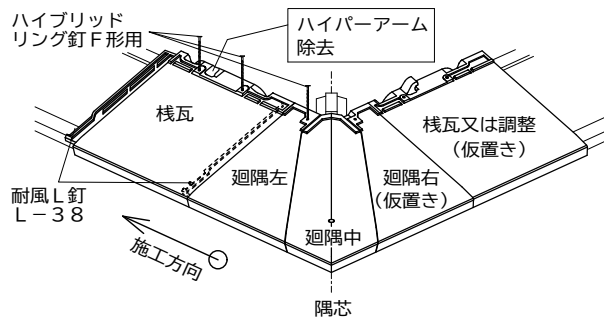 ハイブリッド
リング釘F形用
ハイパーアーム
除去
桟瓦
桟瓦又は調整
(仮置き)
廻隅左
廻隅右
(仮置き)
耐風L釘
L-38
廻隅中
施工方向
隅芯